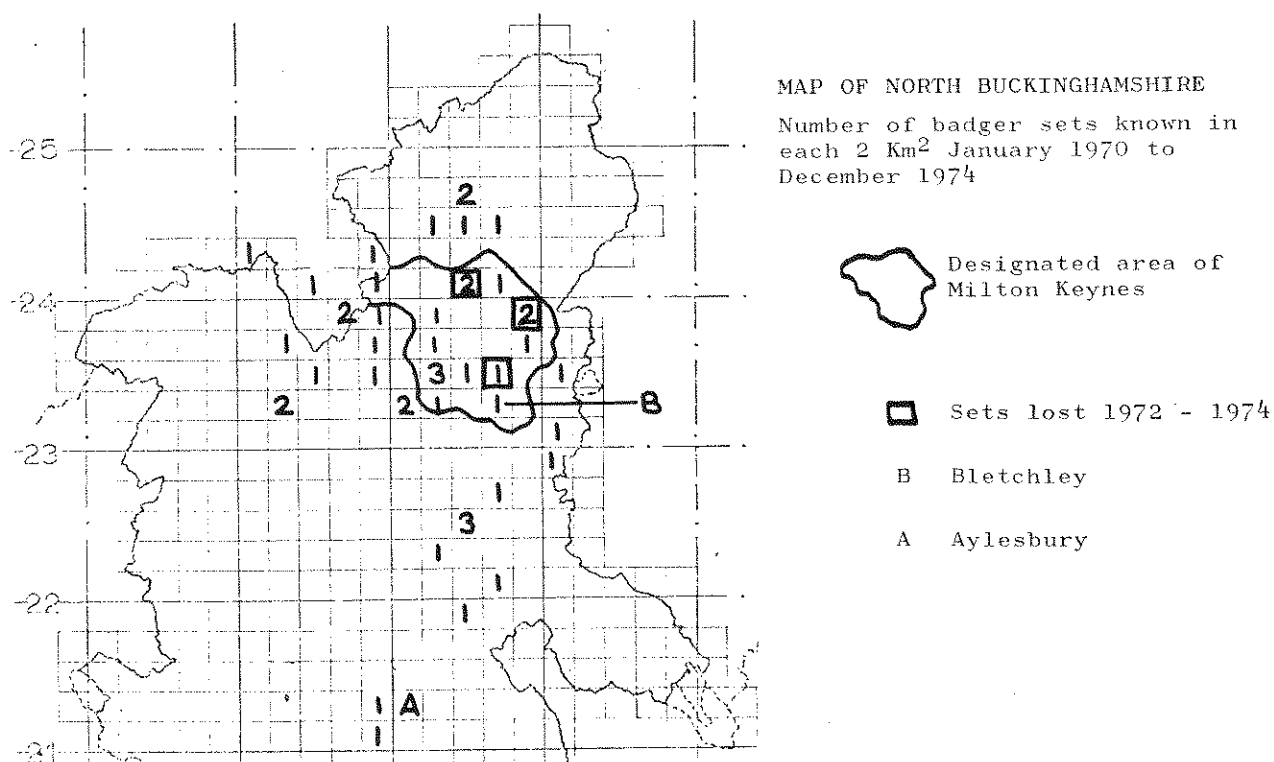 MAP OF NORTH BUCKINGHAMSHIRE
Number of badger sets known in
each 2 Km² January 1970 to
December 1974
Designated area of
Milton Keynes
Sets lost 1972 - 1974
B Bletchley
A Aylesbury
-25
2
1 1 1
1 1
1 1 2 1
-24
2 1 1 2
1 1 1 1
1 1 3 1 1 1
2 2 1 1 B
1
-23
1
1
3
1
1
-22
1
1 A
1
-21